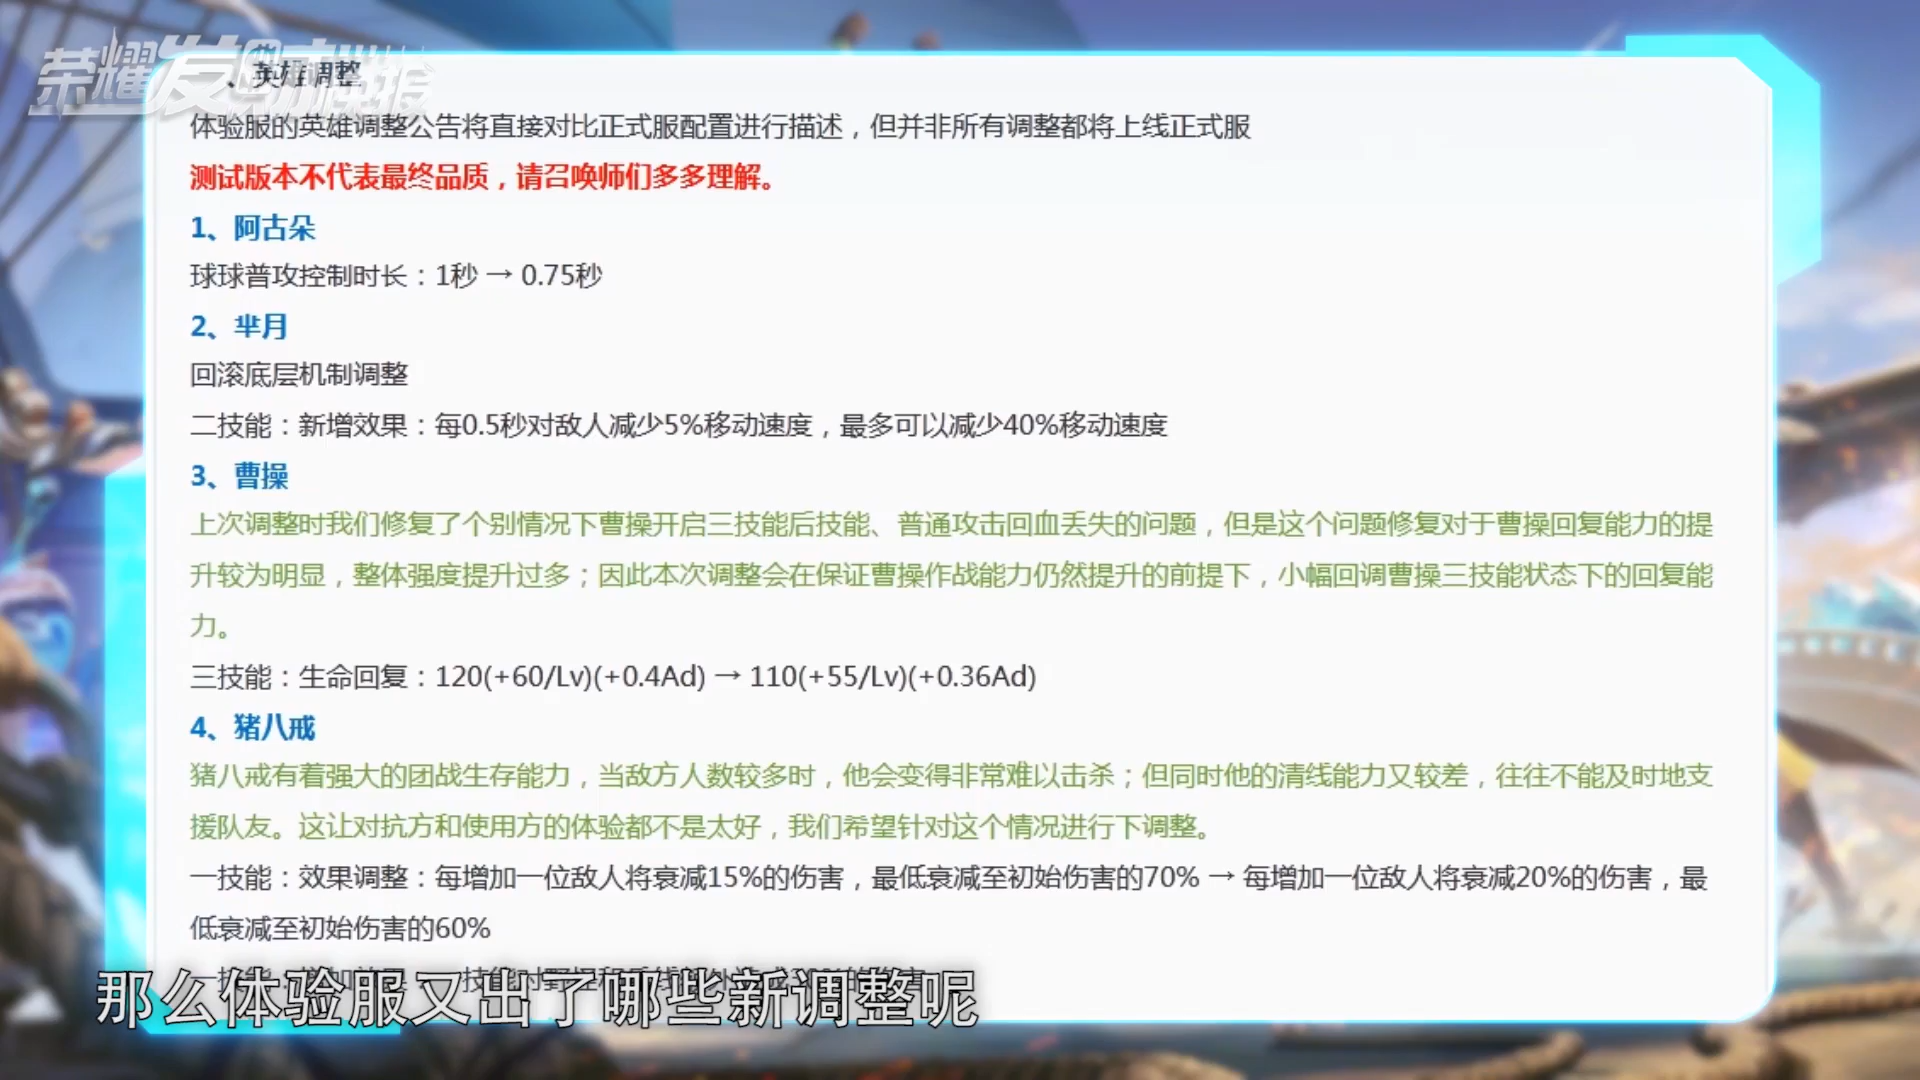 荣耀发明快报
、英雄调整
体验服的英雄调整公告将直接对比正式服配置进行描述，但并非所有调整都将上线正式服
测试版本不代表最终品质，请召唤师们多多理解。
1、阿古朵
球球普攻控制时长：1秒 → 0.75秒
2、芈月
回滚底层机制调整
二技能：新增效果：每0.5秒对敌人减少5%移动速度，最多可以减少40%移动速度
3、曹操
上次调整时我们修复了个别情况下曹操开启三技能后技能、普通攻击回血丢失的问题，但是这个问题修复对于曹操回复能力的提
升较为明显，整体强度提升过多；因此本次调整会在保证曹操作战能力仍然提升的前提下，小幅回调曹操三技能状态下的回复能
力。
三技能：生命回复：120(+60/Lv)(+0.4Ad) → 110(+55/Lv)(+0.36Ad)
4、猪八戒
猪八戒有着强大的团战生存能力，当敌方人数较多时，他会变得非常难以击杀；但同时他的清线能力又较差，往往不能及时地支
援队友。这让对抗方和使用方的体验都不是太好，我们希望针对这个情况进行下调整。
一技能：效果调整：每增加一位敌人将衰减15%的伤害，最低衰减至初始伤害的70% → 每增加一位敌人将衰减20%的伤害，最
低衰减至初始伤害的60%
那么体验服又出了哪些新调整呢